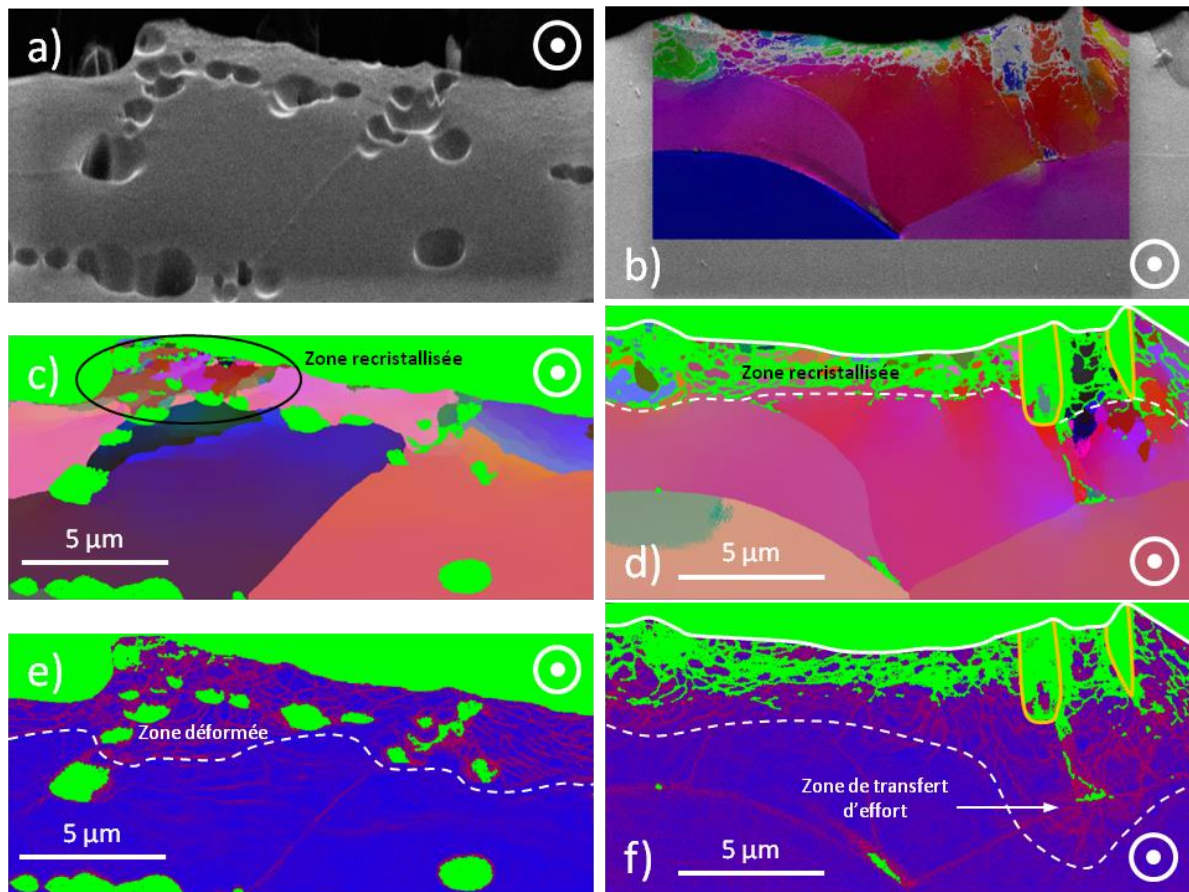 a)
b)
c)
Zone recristallisée
5 µm
d)
Zone recristallisée
5 µm
e)
Zone déformée
5 µm
f)
Zone de transfert
d'effort
5 µm